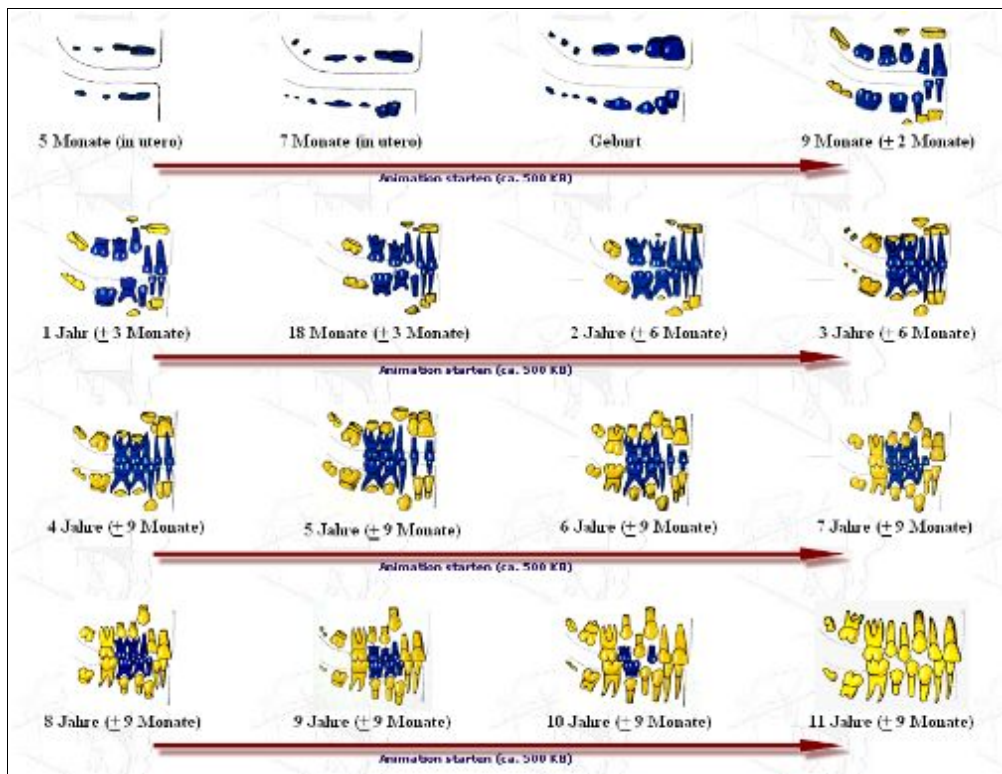 5 Monate (in utero) 7 Monate (in utero) Geburt 9 Monate (± 2 Monate)
Animation starten (ca. 500 KB)
1 Jahr (± 3 Monate) 18 Monate (± 3 Monate) 2 Jahre (± 6 Monate) 3 Jahre (± 6 Monate)
Animation starten (ca. 500 KB)
4 Jahre (± 9 Monate) 5 Jahre (± 9 Monate) 6 Jahre (± 9 Monate) 7 Jahre (± 9 Monate)
Animation starten (ca. 500 KB)
8 Jahre (± 9 Monate) 9 Jahre (± 9 Monate) 10 Jahre (± 9 Monate) 11 Jahre (± 9 Monate)
Animation starten (ca. 500 KB)